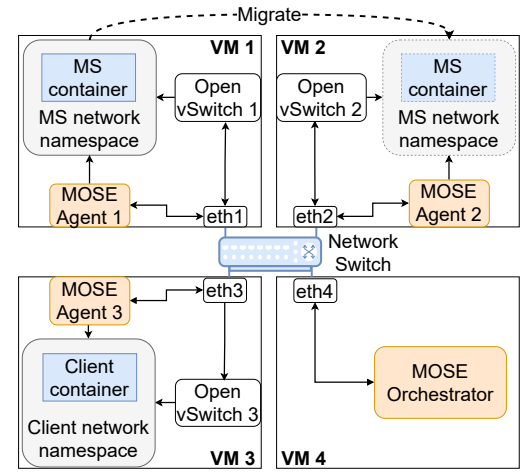 Migrate
VM 1
VM 2
MS
container
MS network
namespace
Open
vSwitch 1
MOSE
Agent 1
eth1
Open
vSwitch 2
MS
container
MS network
namespace
eth2
MOSE
Agent 2
Network
Switch
MOSE
Agent 3
eth3
Client
container
Client network
namespace
Open
vSwitch 3
VM 3
eth4
MOSE
Orchestrator
VM 4